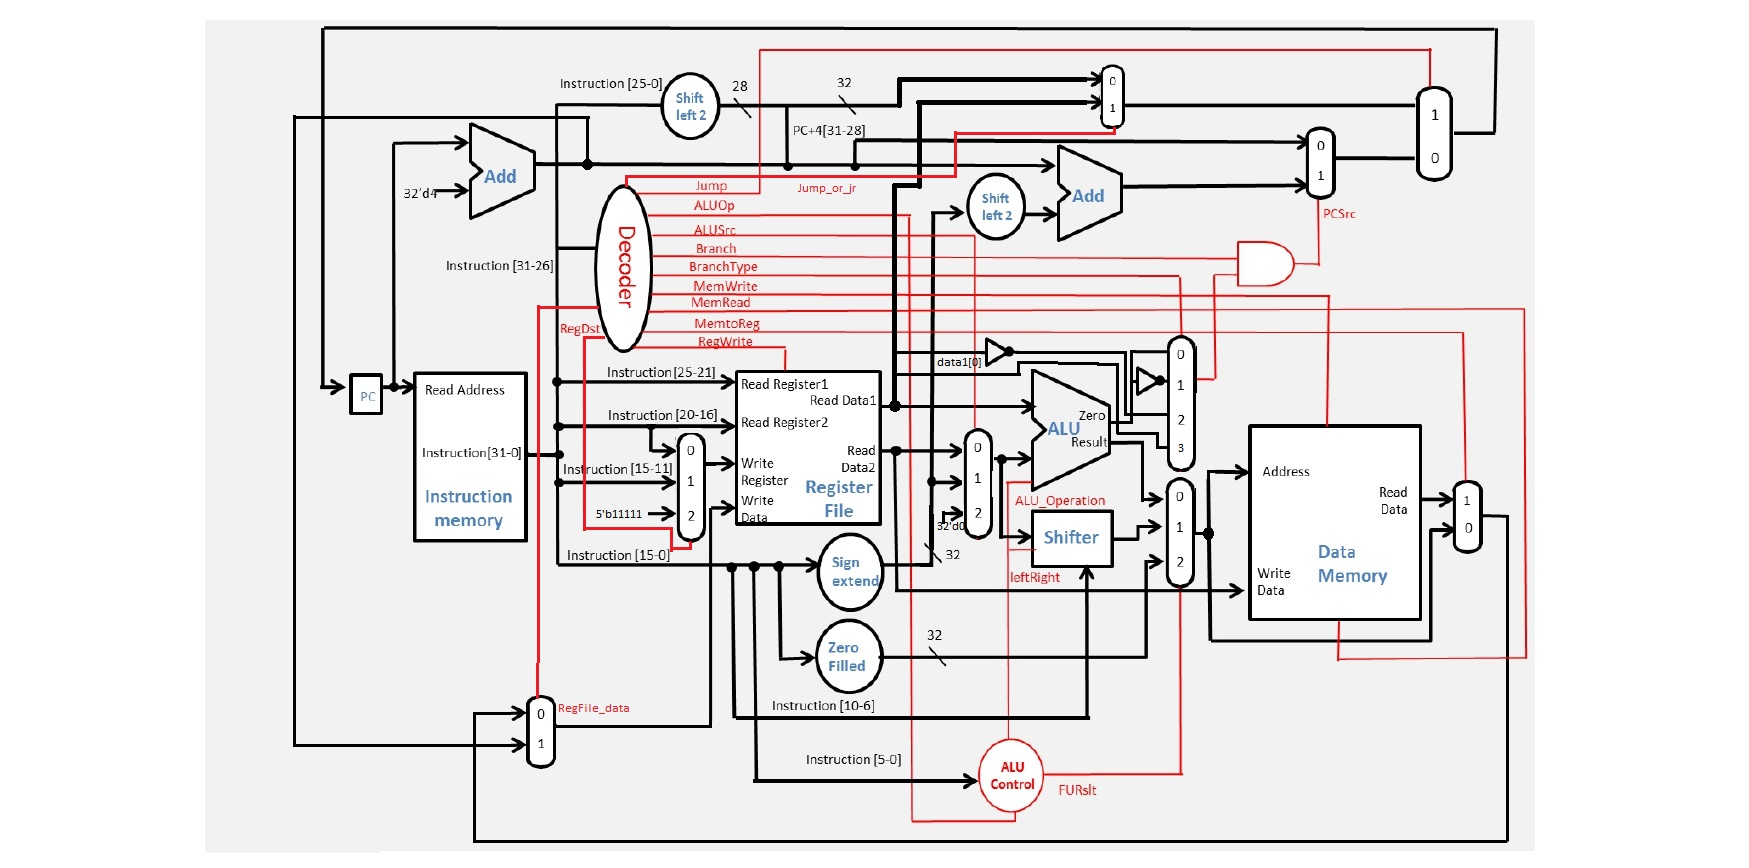 Instruction [25-0]
Shift
left 2
28
32
0
1
PC+4[31-28]
1
0
0
1
Add
32'd4
Add
Shift
left 2
Jump
Jump_or_jr
ALUOp
PCSrc
ALUSrc
Branch
BranchType
MemWrite
MemRead
MemtoReg
RegWrite
Decoder
Instruction [31-26]
RegDst
data1[0]
0
1
2
3
PC
Read Address
Instruction[31-0]
Instruction
memory
Instruction[25-21]
Instruction [20-16]
Instruction [15-11]
5'b11111
0
1
2
Instruction [15-0]
Read Register1
Read Data1
Read Register2
Read
Data2
Write
Register
Write
Data
Register
File
0
1
2
32'd0
32
Zero
ALU
Result
ALU_Operation
Shifter
leftRight
0
1
2
Address
Read
Data
Data
Memory
Write
Data
1
0
Sign
extend
Zero
Filled
32
Instruction [10-6]
0
1
RegFile_data
Instruction [5-0]
ALU
Control
FURslt